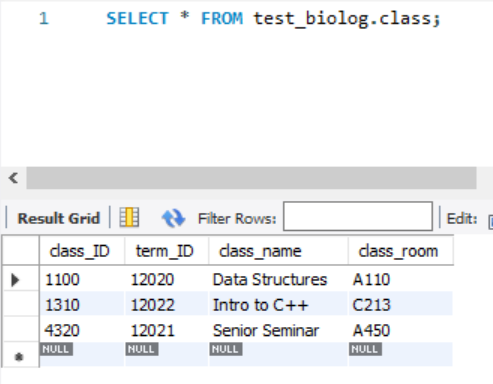 1 SELECT * FROM test_biolog.class;
Result Grid Filter Rows: Edit:
class_ID term_ID class_name class_room
1100 12020 Data Structures A110
1310 12022 Intro to C++ C213
4320 12021 Senior Seminar A450
NULL NULL NULL NULL